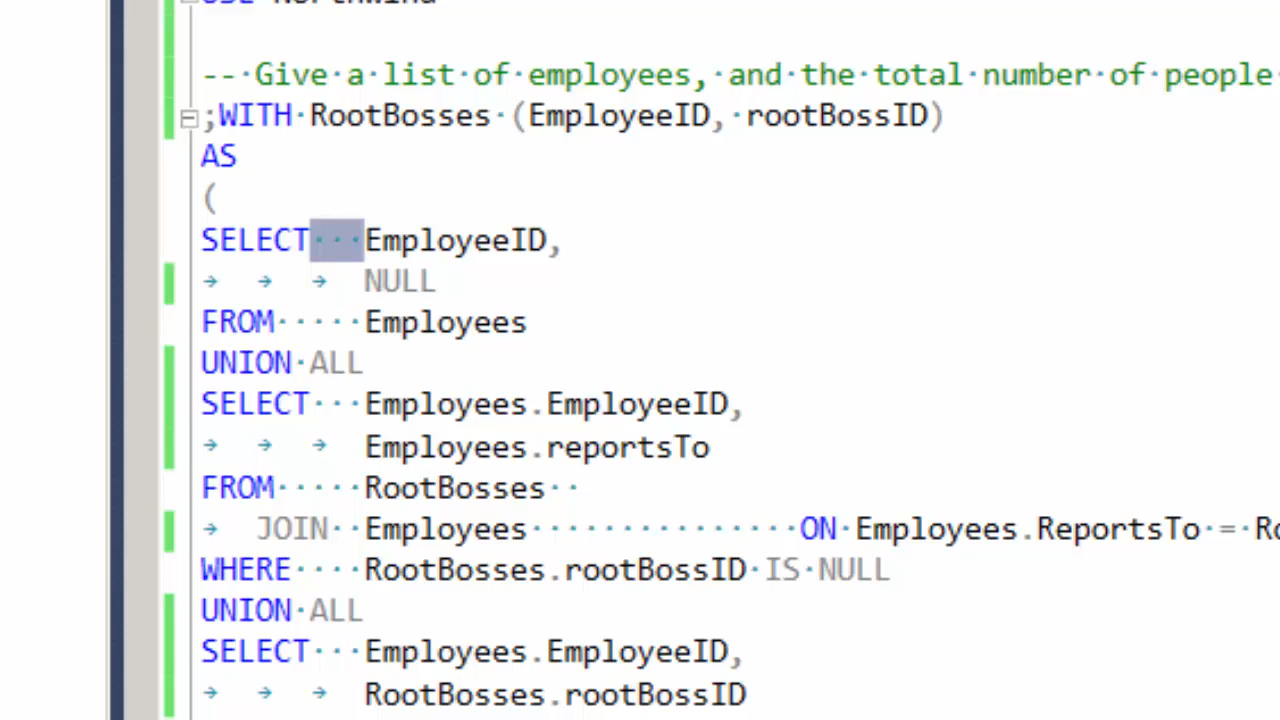 -- Give a list of employees, and the total number of people
;WITH RootBosses (EmployeeID, rootBossID)
AS
(
SELECT   EmployeeID,
NULL
FROM     Employees
UNION ALL
SELECT   Employees.EmployeeID,
Employees.reportsTo
FROM     RootBosses
JOIN  Employees               ON Employees.ReportsTo = Ro
WHERE    RootBosses.rootBossID IS NULL
UNION ALL
SELECT   Employees.EmployeeID,
RootBosses.rootBossID